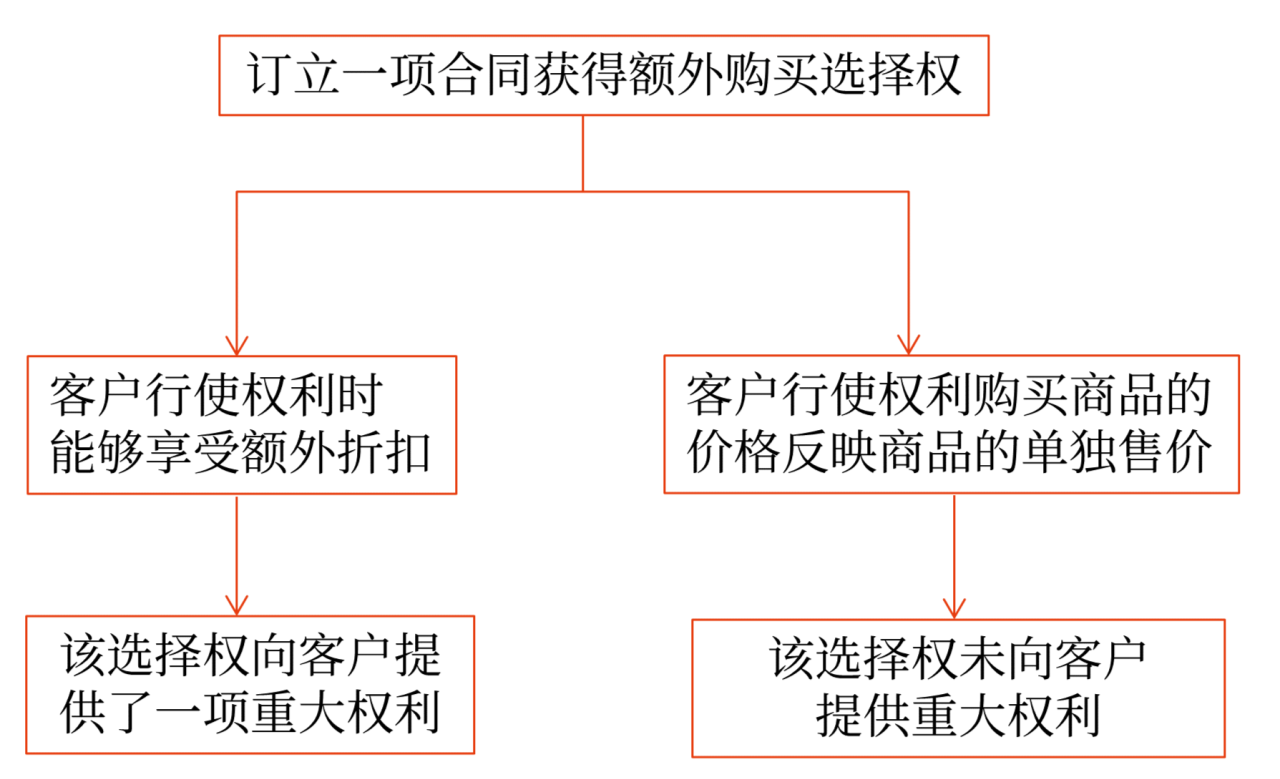 订立一项合同获得额外购买选择权
客户行使权利时
能够享受额外折扣
客户行使权利购买商品的
价格反映商品的单独售价
该选择权向客户提
供了一项重大权利
该选择权未向客户
提供重大权利